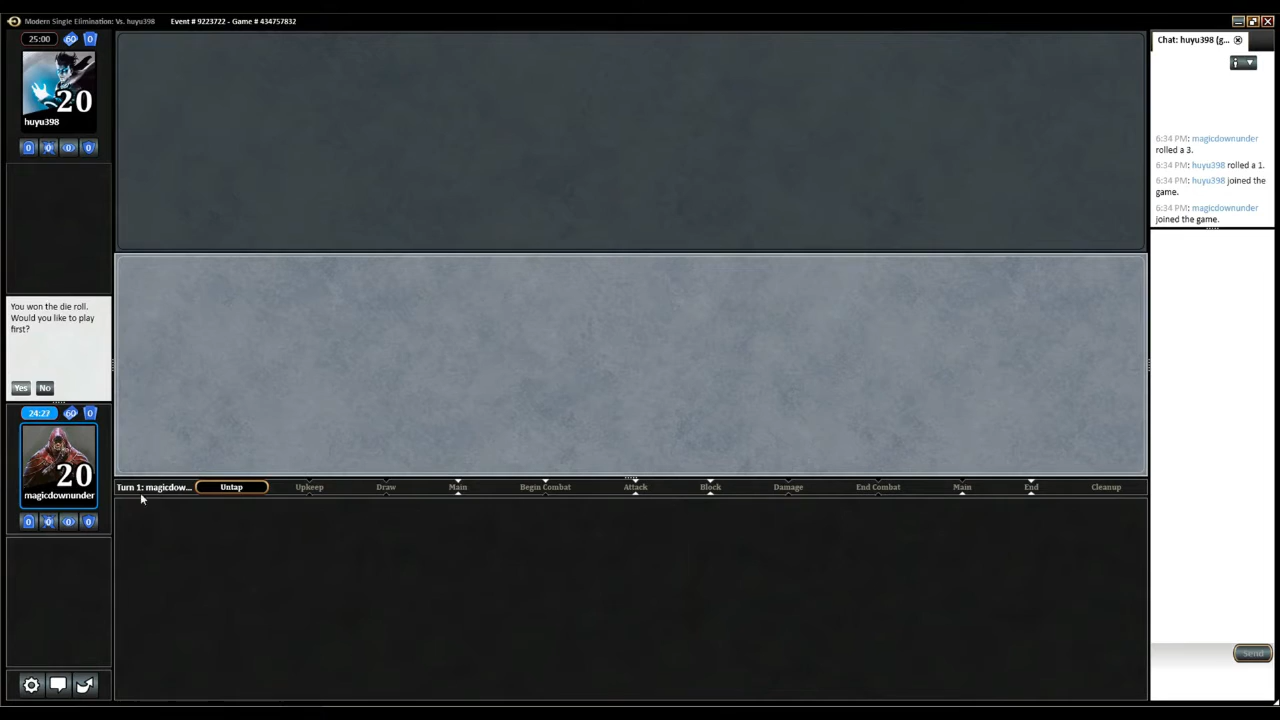 Modern Single Elimination: Vs. huyu398 Event # 9223722 - Game # 434757832
25:00 60 0
20
huyu398
0 0 0 0
You won the die roll.
Would you like to play
first?
Yes No
24:27 60 0
20
magicdownunder
0 0 0 0
Turn 1: magicdow... Untap Upkeep Draw Main Begin Combat Attack Block Damage End Combat Main End Cleanup
Chat: huyu398 (g...
6:34 PM: magicdownunder
rolled a 3.
6:34 PM: huyu398 rolled a 1.
6:34 PM: huyu398 joined the
game.
6:34 PM: magicdownunder
joined the game.
Send